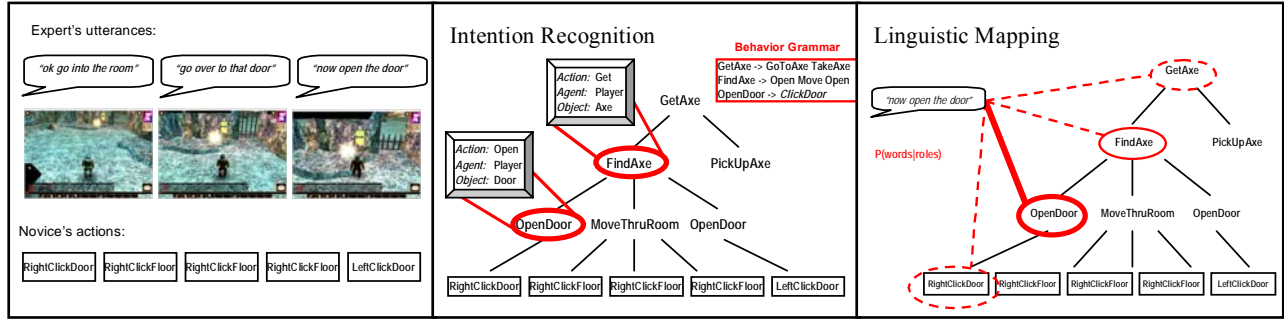 Expert's utterances:
"ok go into the room"
"go over to that door"
"now open the door"
Novice's actions:
RightClickDoor
RightClickFloor
RightClickFloor
RightClickFloor
LeftClickDoor
Intention Recognition
Behavior Grammar
GetAxe -> GoToAxe TakeAxe
FindAxe -> Open Move Open
OpenDoor -> ClickDoor
Action: Get
Agent: Player
Object: Axe
GetAxe
Action: Open
Agent: Player
Object: Door
FindAxe
PickUpAxe
OpenDoor
MoveThruRoom
OpenDoor
RightClickDoor
RightClickFloor
RightClickFloor
RightClickFloor
LeftClickDoor
Linguistic Mapping
GetAxe
"now open the door"
P(words|roles)
FindAxe
PickUpAxe
OpenDoor
MoveThruRoom
OpenDoor
RightClickDoor
RightClickFloor
RightClickFloor
RightClickFloor
LeftClickDoor